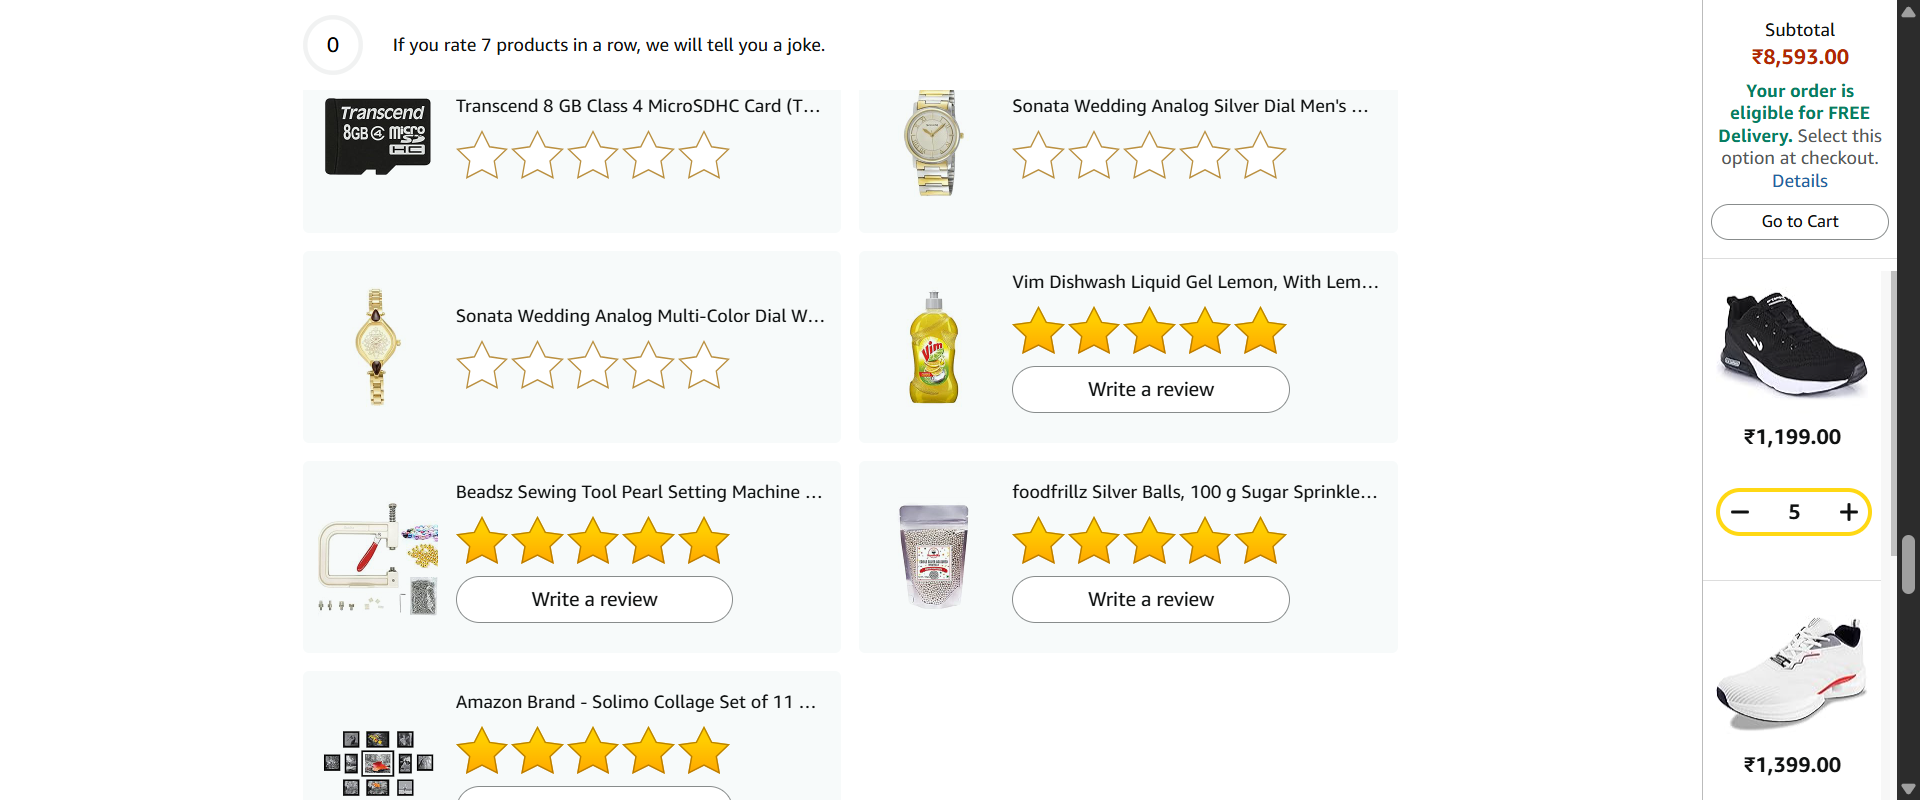 0
If you rate 7 products in a row, we will tell you a joke.
Transcend
8GB 4 Micro SD HC
Transcend 8 GB Class 4 MicroSDHC Card (T...
Sonata Wedding Analog Silver Dial Men's ...
Sonata Wedding Analog Multi-Color Dial W...
Vim
Vim Dishwash Liquid Gel Lemon, With Lem...
Write a review
Beadsz Sewing Tool Pearl Setting Machine ...
Write a review
foodfrillz Silver Balls, 100 g Sugar Sprinkle...
Write a review
Amazon Brand - Solimo Collage Set of 11 ...
Subtotal
₹8,593.00
Your order is
eligible for FREE
Delivery. Select this
option at checkout.
Details
Go to Cart
₹1,199.00
5
₹1,399.00